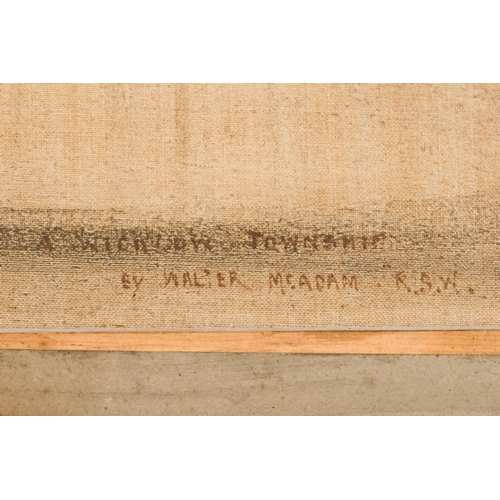 A WICKLOW TOWNSHIP
BY WALTER MCADAM. R.S.W.